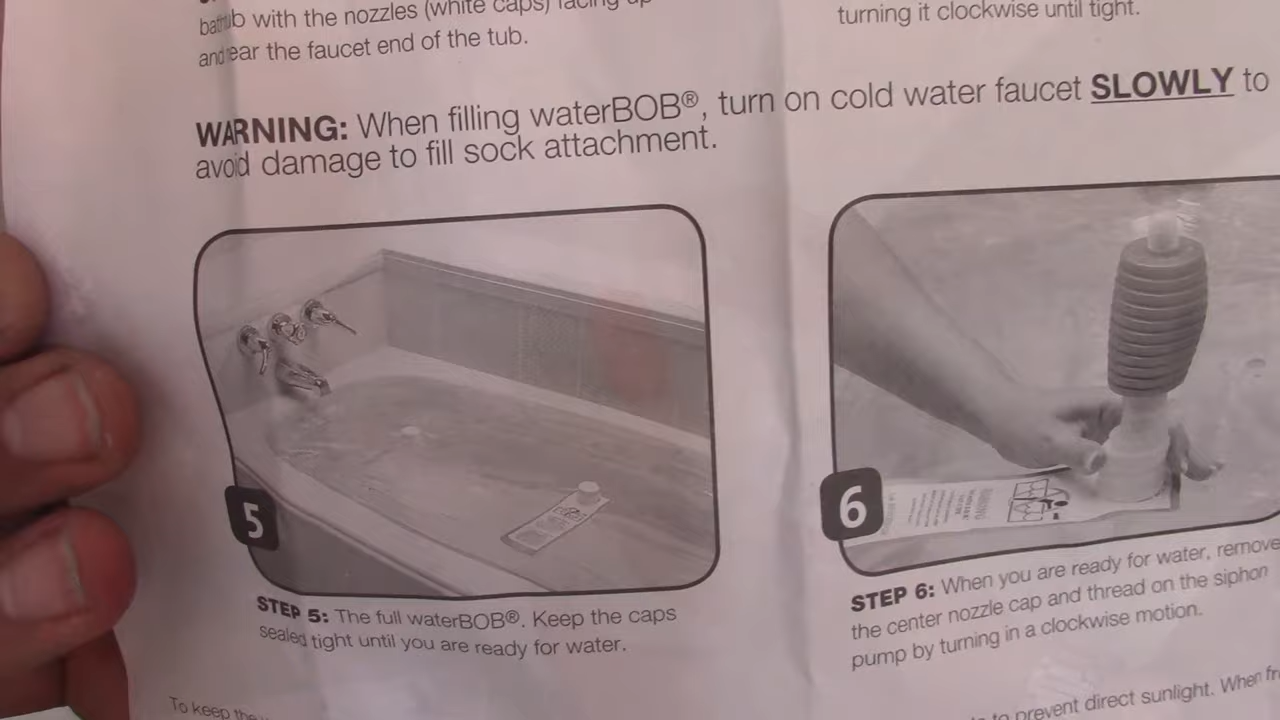 bathtub with the nozzles (white caps) facing up
and near the faucet end of the tub.
turning it clockwise until tight.
WARNING: When filling waterBOB®, turn on cold water faucet SLOWLY to
avoid damage to fill sock attachment.
5
STEP 5: The full waterBOB®. Keep the caps
sealed tight until you are ready for water.
6
STEP 6: When you are ready for water, remove
the center nozzle cap and thread on the siphon
pump by turning in a clockwise motion.
To keep the
to prevent direct sunlight. When